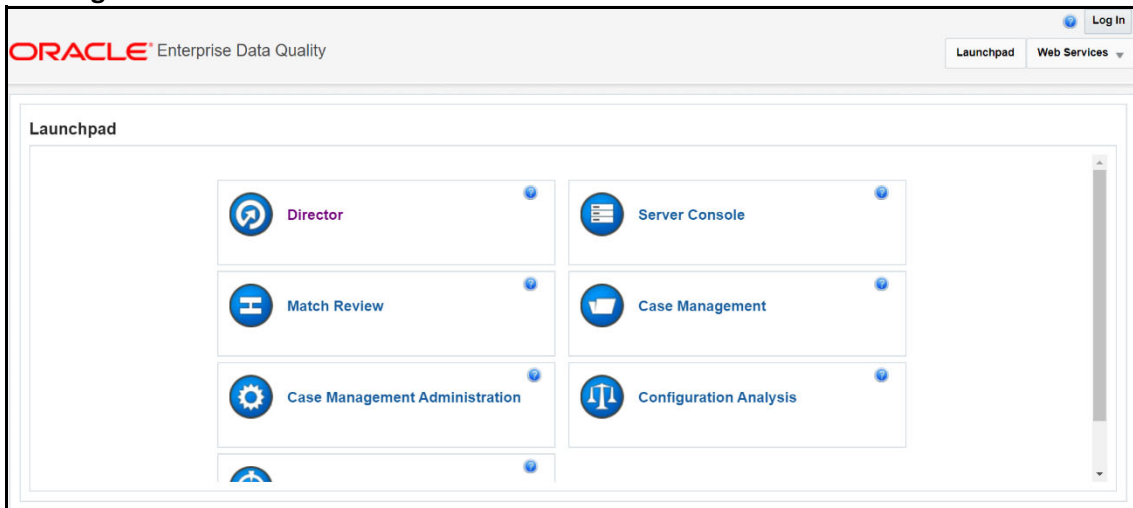 Log In
ORACLE Enterprise Data Quality
Launchpad Web Services
Launchpad
Director Server Console
Match Review Case Management
Case Management Administration Configuration Analysis